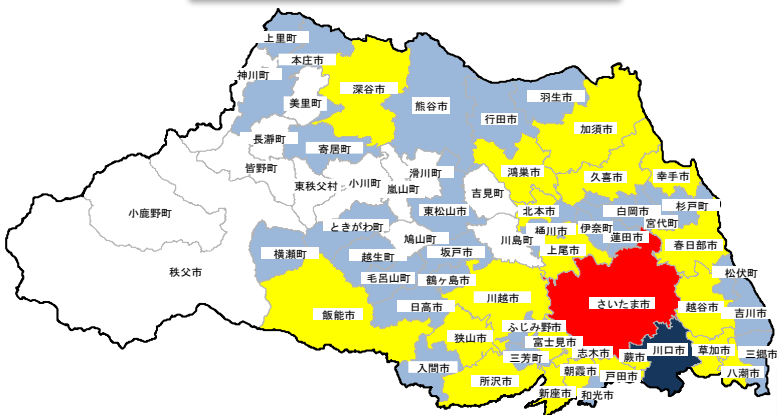 上里町
本庄市
神川町
美里町
深谷市
熊谷市
行田市
羽生市
加須市
長瀞町
寄居町
皆野町
東秩父村
小川町
嵐山町
滑川町
吉見町
鴻巣市
久喜市
幸手市
小鹿野町
ときがわ町
東松山市
北本市
桶川市
伊奈町
白岡市
宮代町
杉戸町
蓮田市
春日部市
横瀬町
鳩山町
川島町
上尾市
越生町
坂戸市
秩父市
毛呂山町
鶴ヶ島市
川越市
松伏町
飯能市
日高市
さいたま市
越谷市
吉川市
狭山市
ふじみ野市
富士見市
三芳町
志木市
蕨市
川口市
草加市
三郷市
入間市
所沢市
朝霞市
戸田市
八潮市
新座市
和光市